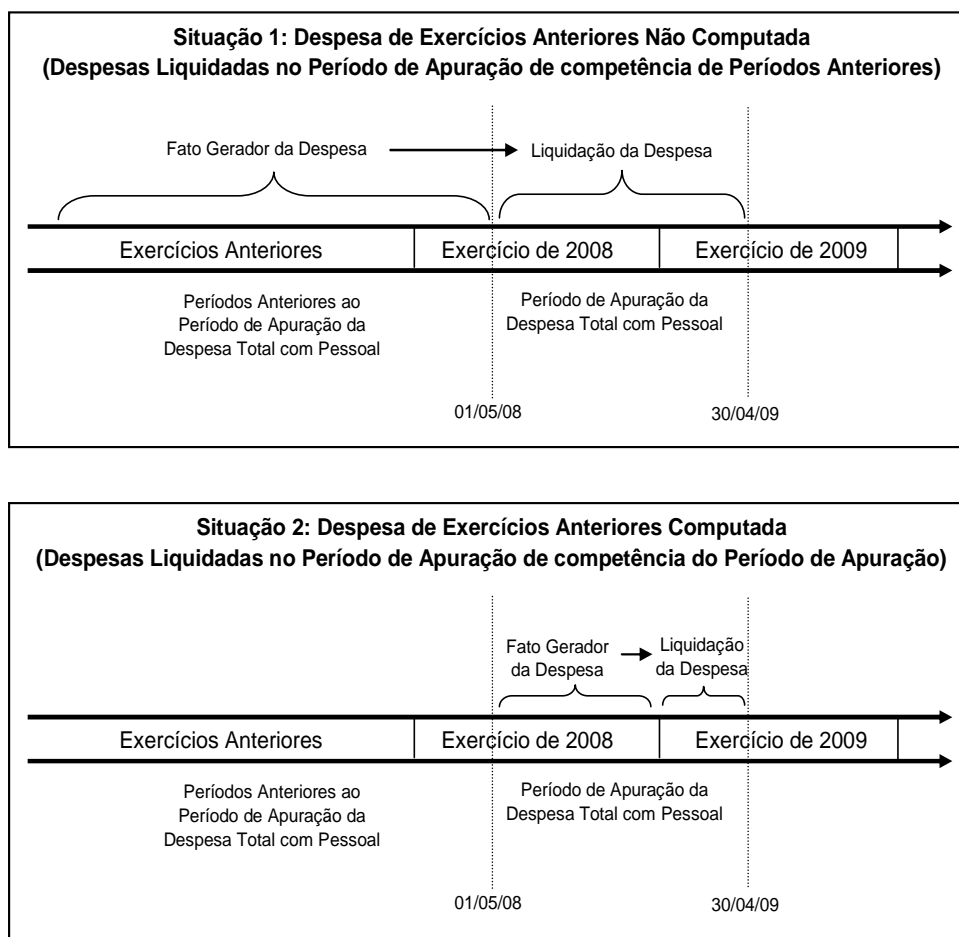 Situação 1: Despesa de Exercícios Anteriores Não Computada
(Despesas Liquidadas no Período de Apuração de competência de Períodos Anteriores)
Fato Gerador da Despesa
Liquidação da Despesa
Exercícios Anteriores
Exercício de 2008
Exercício de 2009
Períodos Anteriores ao
Período de Apuração da
Despesa Total com Pessoal
Período de Apuração da
Despesa Total com Pessoal
01/05/08
30/04/09
Situação 2: Despesa de Exercícios Anteriores Computada
(Despesas Liquidadas no Período de Apuração de competência do Período de Apuração)
Fato Gerador
da Despesa
Liquidação
da Despesa
Exercícios Anteriores
Exercício de 2008
Exercício de 2009
Períodos Anteriores ao
Período de Apuração da
Despesa Total com Pessoal
Período de Apuração da
Despesa Total com Pessoal
01/05/08
30/04/09